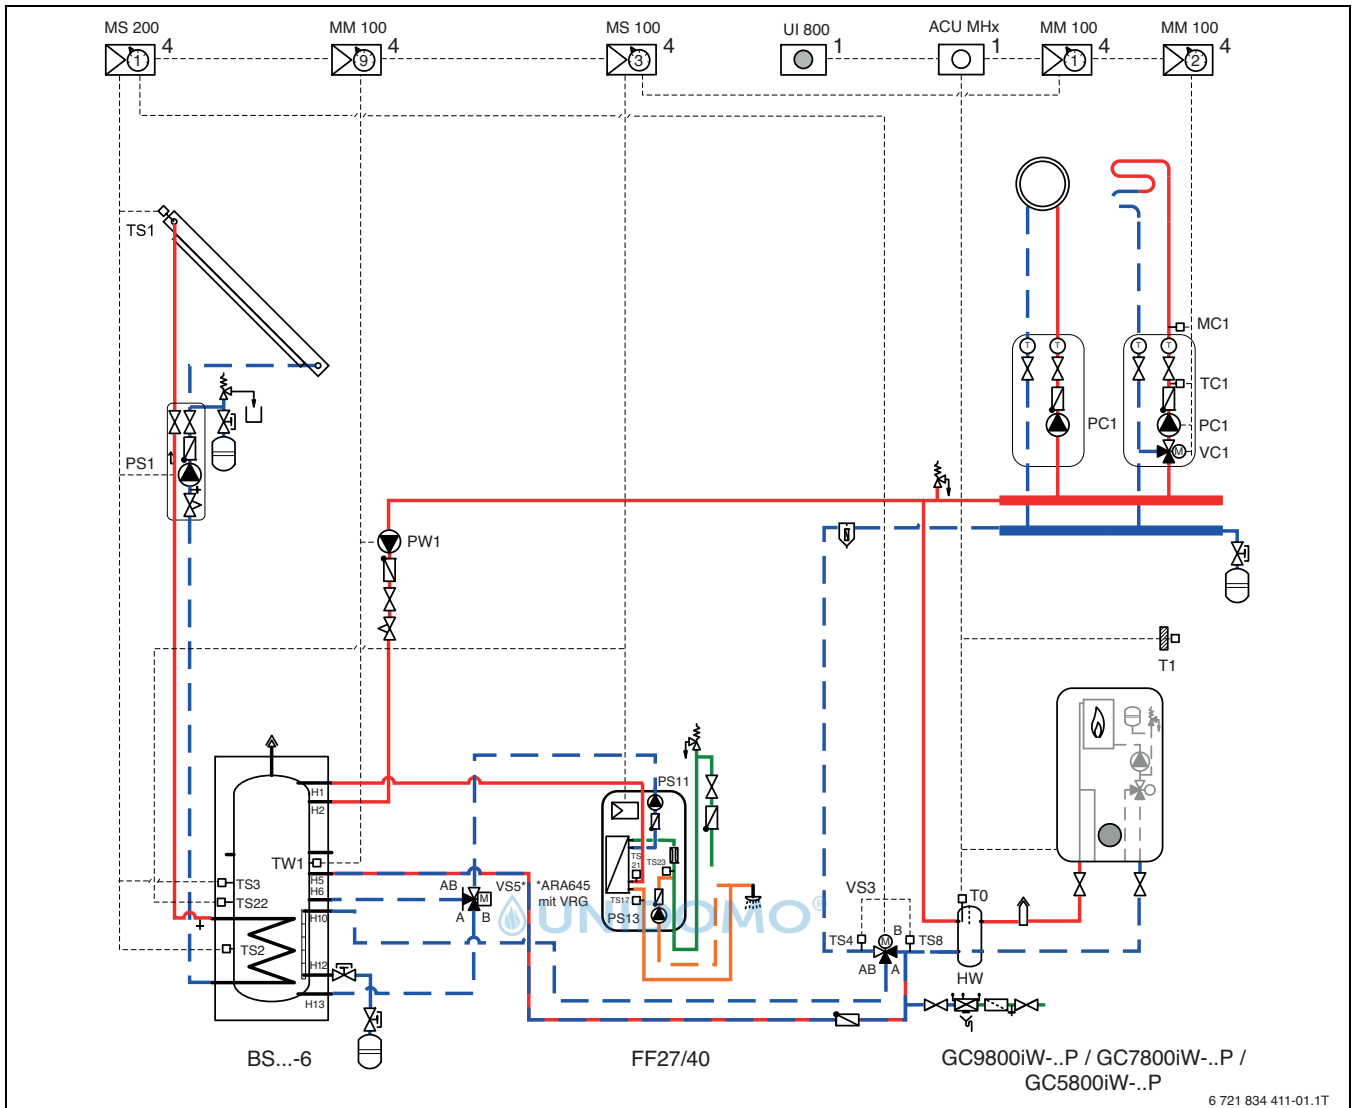 MS 200
4
1
MM 100
4
9
MS 100
4
3
UI 800
1
ACU MHx
1
MM 100
4
1
MM 100
4
2
TS1
MC1
T
T
T
T
TC1
PC1
PC1
M
VC1
PS1
PW1
T1
H1
H2
TW1
H5
H6
TS3
TS22
H10
TS2
H12
H13
AB
M
VS5*
A
B
*ARA645
mit VRG
PS11
TS
21
TS23
TS17
PS13
UNIDOMO®
VS3
TS4
M
B
TS8
AB
A
T0
HW
BS...-6
FF27/40
GC9800iW-..P / GC7800iW-..P /
GC5800iW-..P
6 721 834 411-01.1T